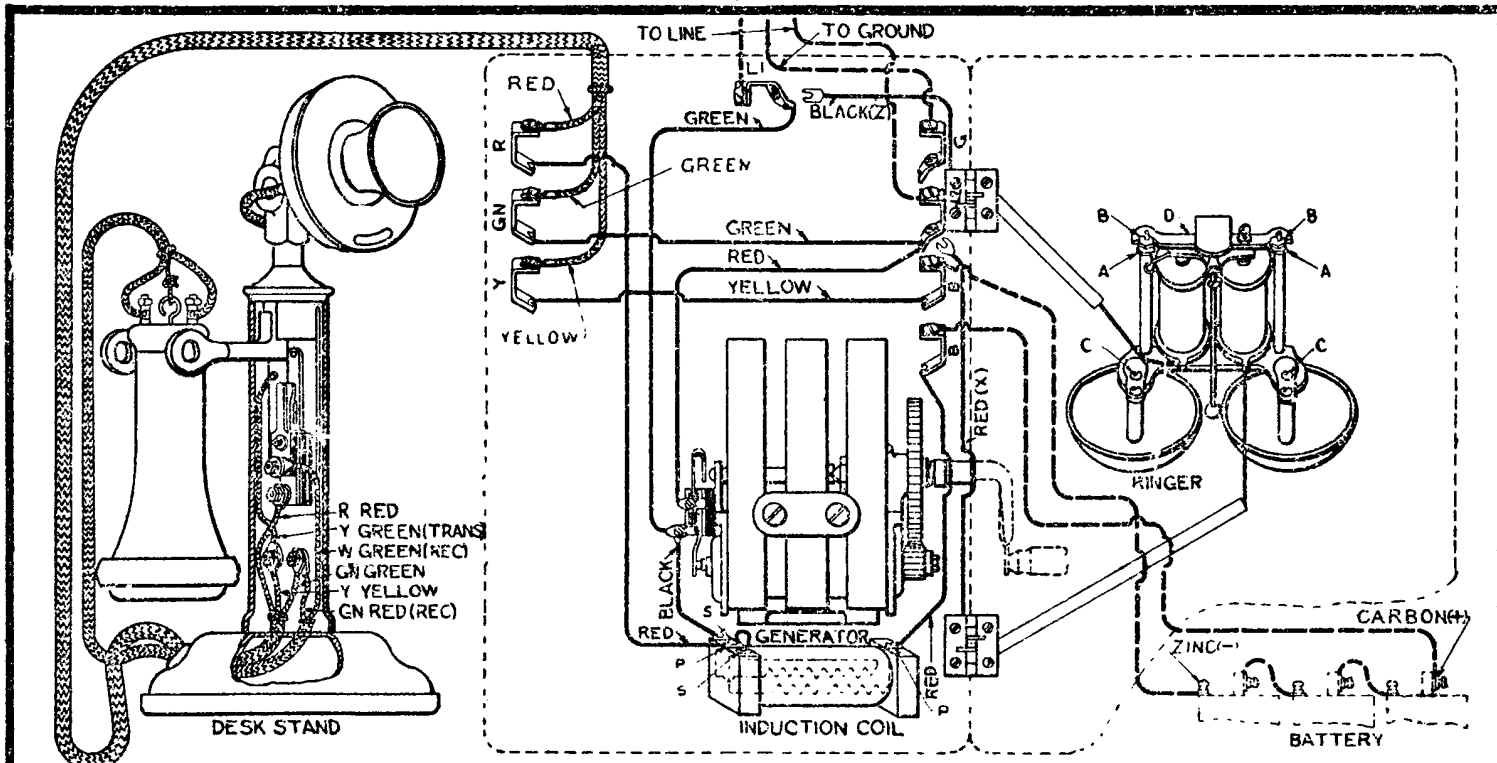 TO LINE
TO GROUND
RED
L1
BLACK(Z)
GREEN
R
G
GREEN
GN
GREEN
B
D
B
RED
A
A
Y
YELLOW
B
YELLOW
B
C
C
RED(X)
RINGER
R RED
Y GREEN(TRANS)
W GREEN(REC)
GN GREEN
Y YELLOW
GN RED(REC)
BLACK
S
RED
GENERATOR
CARBON(+)
ZINC(-)
P
S
RED
P
DESK STAND
INDUCTION COIL
BATTERY